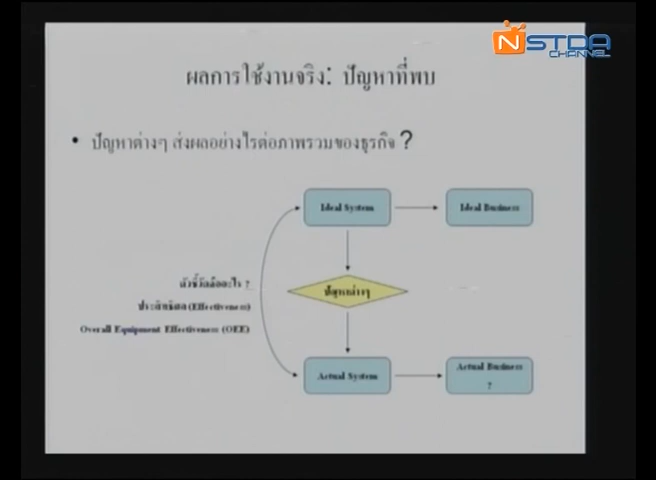 NSTDA
CHANNEL
ผลการใช้งานจริง: ปัญหาที่พบ
• ปัญหาต่างๆ ส่งผลอย่างไรต่อภาพรวมของธุรกิจ ?
Ideal System
Ideal Business
ตัวชี้วัดคืออะไร ?
ปัญหาต่างๆ
ประสิทธิผล (Effectiveness)
Overall Equipment Effectiveness (OEE)
Actual System
Actual Business
?